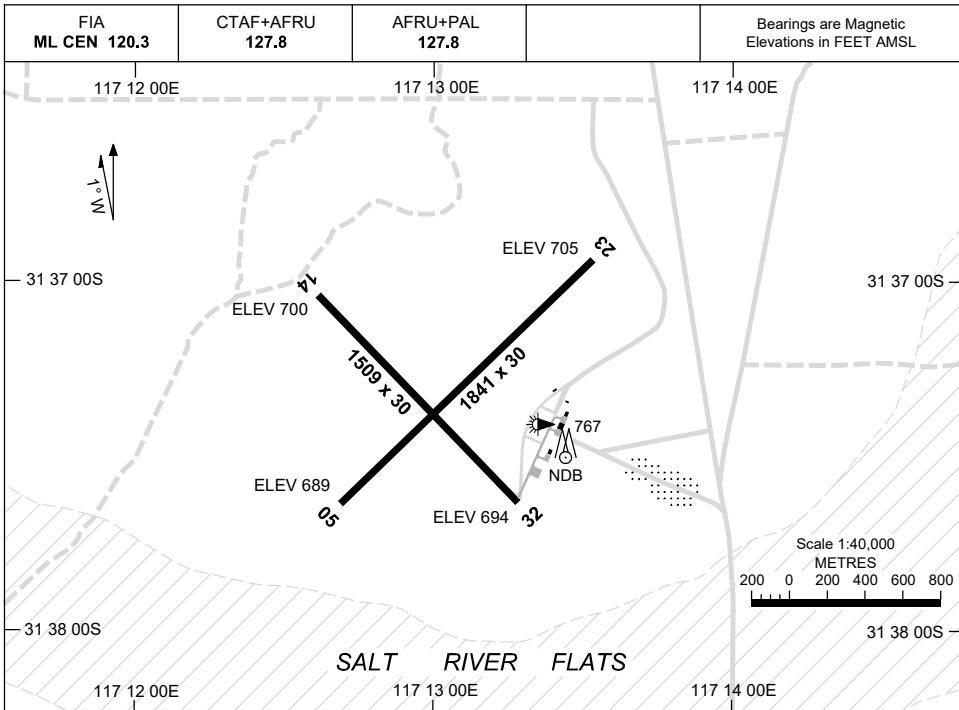 FIA
ML CEN 120.3
CTAF+AFRU
127.8
AFRU+PAL
127.8
Bearings are Magnetic
Elevations in FEET AMSL
117 12 00E
117 13 00E
117 14 00E
1° W
23
ELEV 705
31 37 00S
31 37 00S
14
ELEV 700
1509 x 30
1841 x 30
767
NDB
ELEV 689
05
ELEV 694
32
Scale 1:40,000
METRES
200 0 200 400 600 800
31 38 00S
31 38 00S
SALT RIVER FLATS
117 12 00E
117 13 00E
117 14 00E